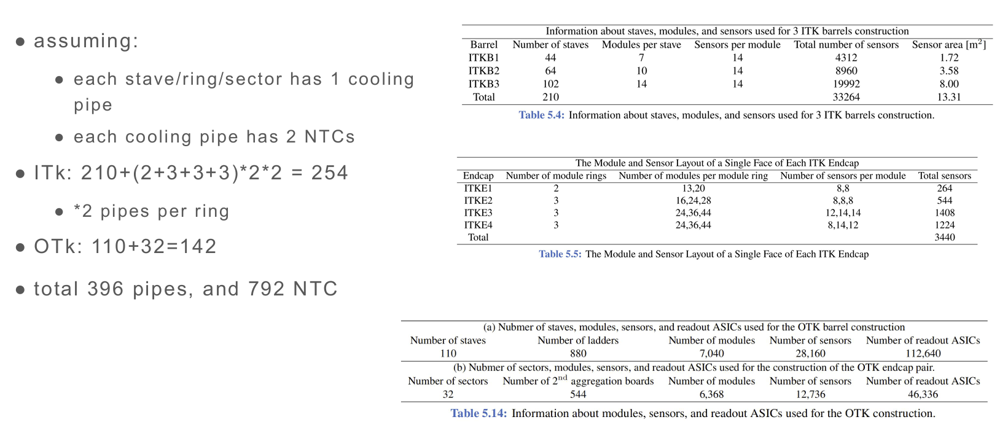 ● assuming:
● each stave/ring/sector has 1 cooling
pipe
● each cooling pipe has 2 NTCs
● ITk: 210+(2+3+3+3)*2*2 = 254
● *2 pipes per ring
● OTk: 110+32=142
● total 396 pipes, and 792 NTC
Information about staves, modules, and sensors used for 3 ITK barrels construction
Barrel Number of staves Modules per stave Sensors per module Total number of sensors Sensor area [m²]
ITKB1 44 7 14 4312 1.72
ITKB2 64 10 14 8960 3.58
ITKB3 102 14 14 19992 8.00
Total 210 33264 13.31
Table 5.4: Information about staves, modules, and sensors used for 3 ITK barrels construction.
The Module and Sensor Layout of a Single Face of Each ITK Endcap
Endcap Number of module rings Number of modules per module ring Number of sensors per module Total sensors
ITKE1 2 13,20 8,8 264
ITKE2 3 16,24,28 8,8,8 544
ITKE3 3 24,36,44 12,14,14 1408
ITKE4 3 24,36,44 8,14,12 1224
Total 3440
Table 5.5: The Module and Sensor Layout of a Single Face of Each ITK Endcap
(a) Nubmer of staves, modules, sensors, and readout ASICs used for the OTK barrel construction
Number of staves Number of ladders Number of modules Number of sensors Number of readout ASICs
110 880 7,040 28,160 112,640
(b) Nubmer of sectors, modules, sensors, and readout ASICs used for the construction of the OTK endcap pair.
Number of sectors Number of 2nd aggregation boards Number of modules Number of sensors Number of readout ASICs
32 544 6,368 12,736 46,336
Table 5.14: Information about modules, sensors, and readout ASICs used for the OTK construction.